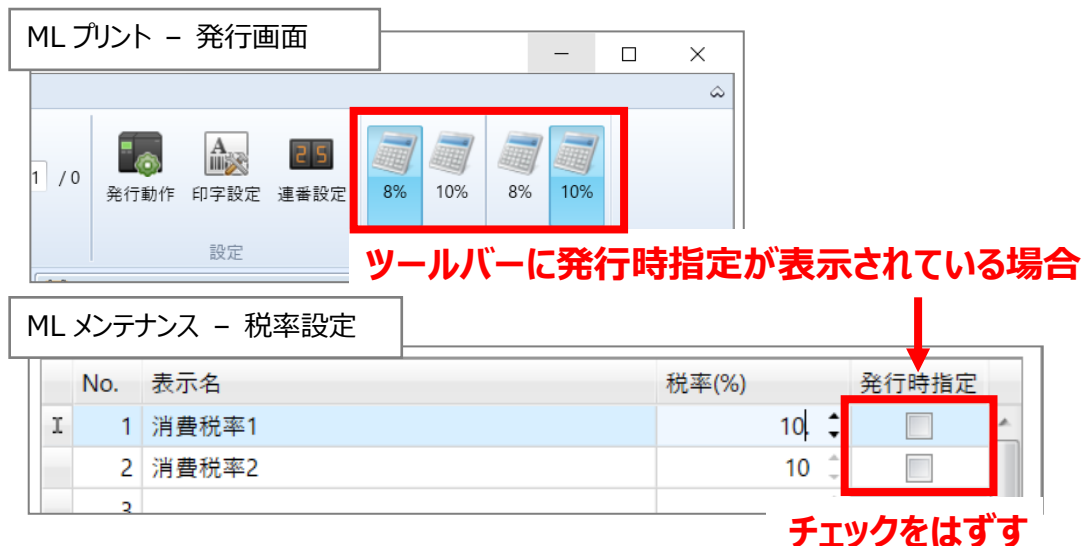 ML プリント － 発行画面
1 / 0
発行動作 印字設定 連番設定 8% 10% 8% 10%
設定
ツールバーに発行時指定が表示されている場合
ML メンテナンス － 税率設定
No. 表示名 税率(%) 発行時指定
1 消費税率1 10.
2 消費税率2 10
3
チェックをはずす